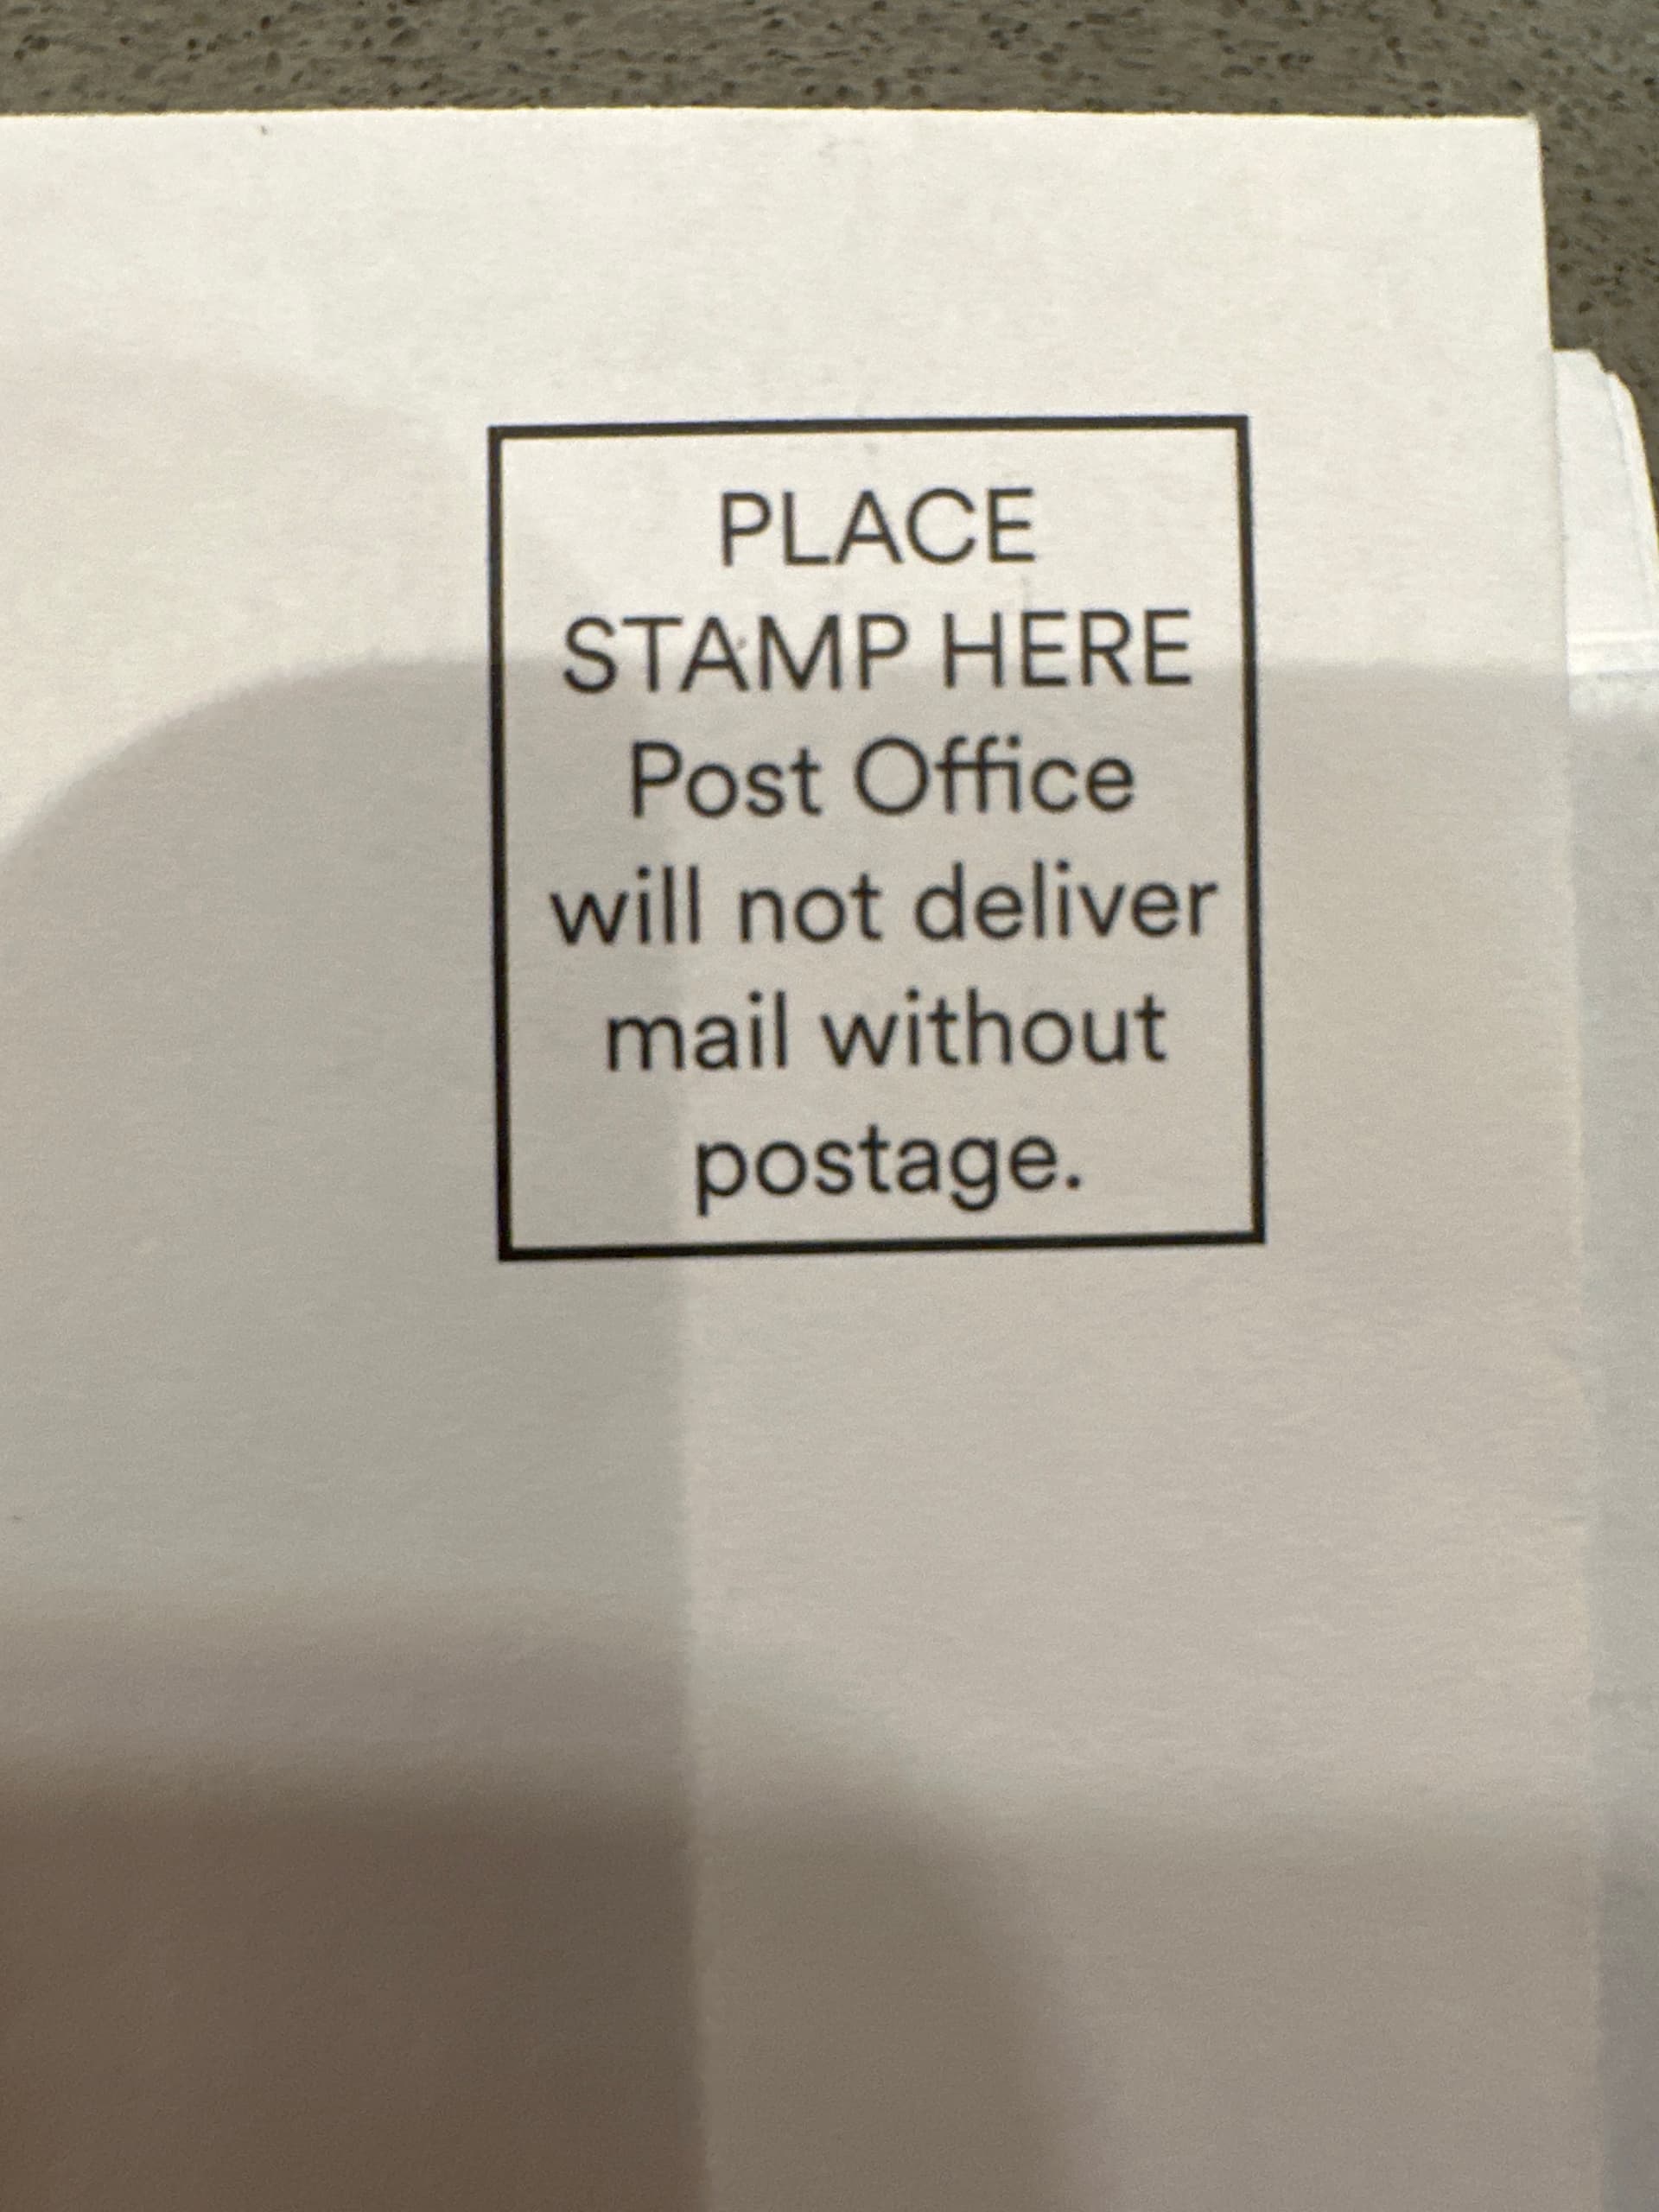 PLACE
STAMP HERE
Post Office
will not deliver
mail without
postage.